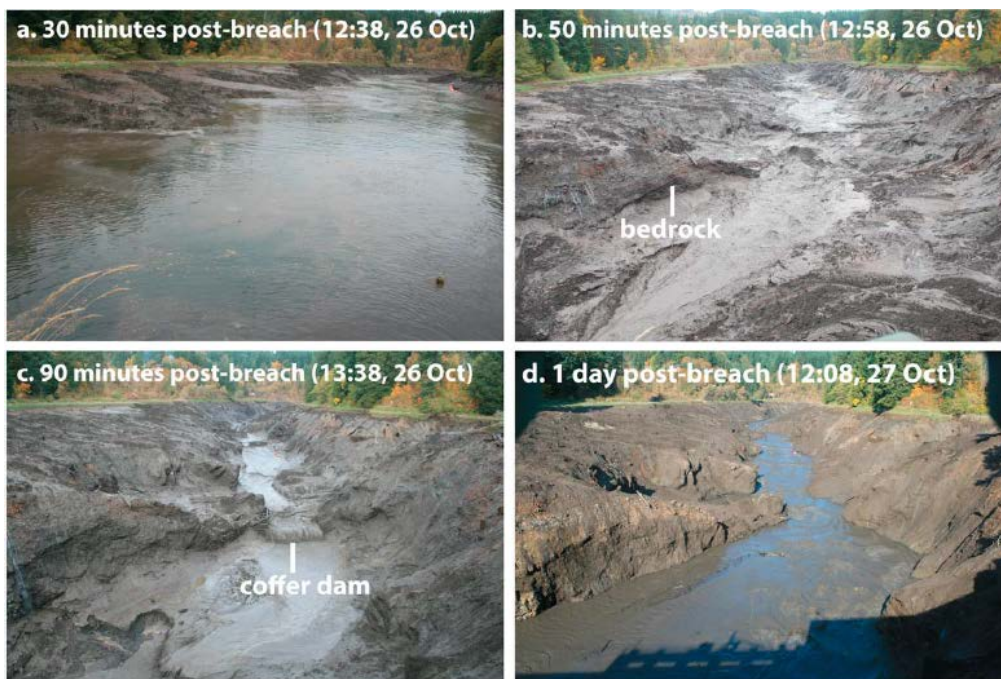 a. 30 minutes post-breach (12:38, 26 Oct)
b. 50 minutes post-breach (12:58, 26 Oct)
bedrock
c. 90 minutes post-breach (13:38, 26 Oct)
coffer dam
d. 1 day post-breach (12:08, 27 Oct)